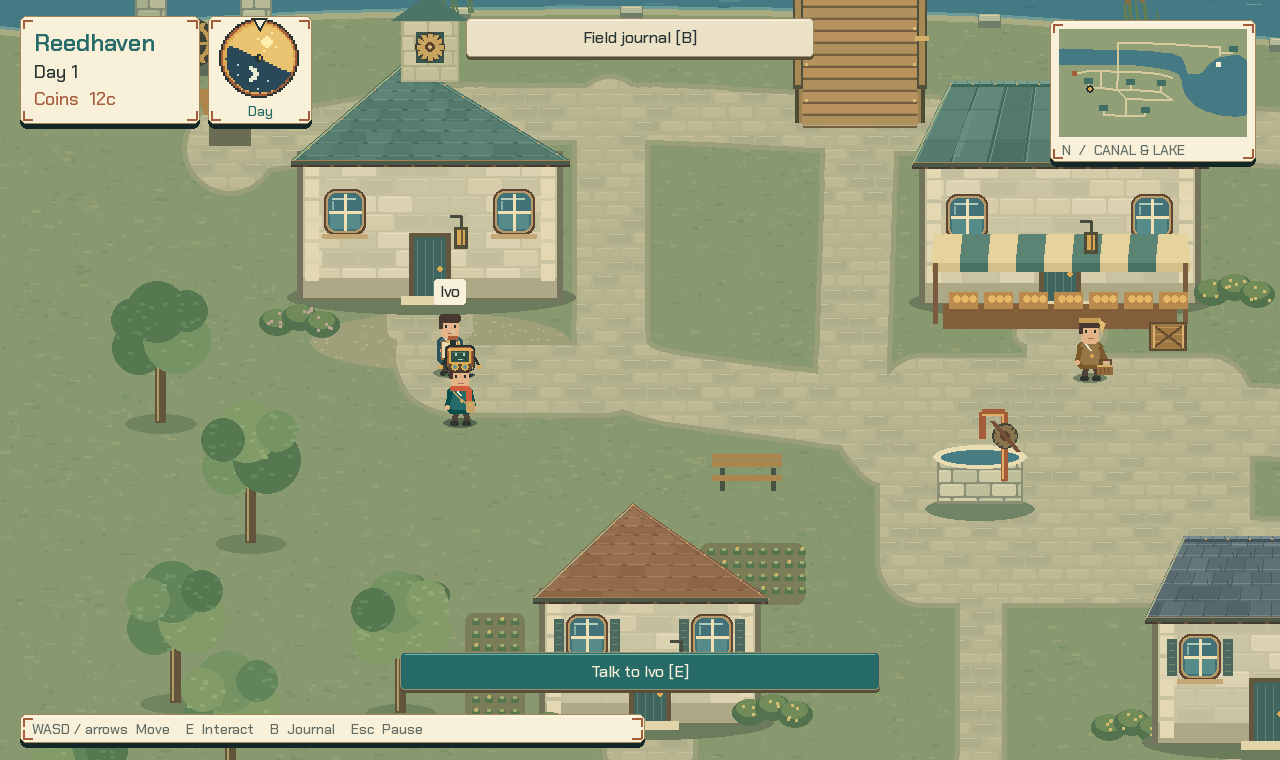 Reedhaven
Day 1
Coins 12c
Day
Field journal [B]
N / CANAL & LAKE
Ivo
Talk to Ivo [E]
WASD / arrows Move E Interact B Journal Esc Pause